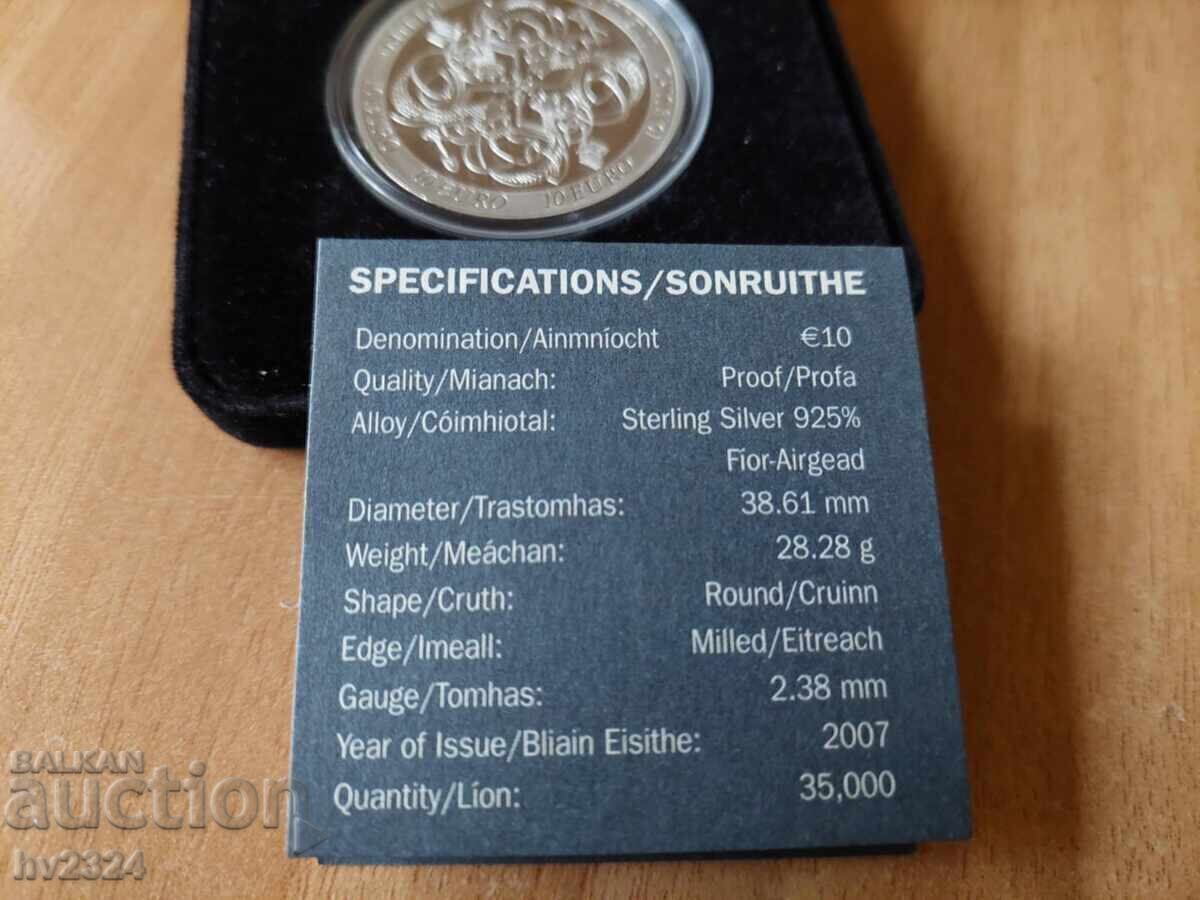 10 EURO
SPECIFICATIONS/SONRUITHE
Denomination/Ainmníocht €10
Quality/Mianach: Proof/Profa
Alloy/Cóimhiotal: Sterling Silver 925%
Fíor-Airgead
Diameter/Trastomhas: 38.61 mm
Weight/Meáchan: 28.28 g
Shape/Cruth: Round/Cruinn
Edge/Imeall: Milled/Eitreach
Gauge/Tomhas: 2.38 mm
Year of Issue/Bliain Eisithe: 2007
Quantity/Líon: 35,000
BALKAN
auction
hv2324